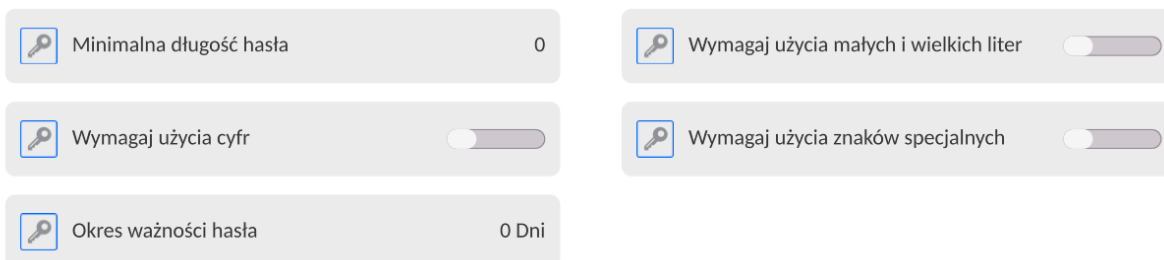 Minimalna długość hasła 0
Wymagaj użycia małych i wielkich liter
Wymagaj użycia cyfr
Wymagaj użycia znaków specjalnych
Okres ważności hasła 0 Dni